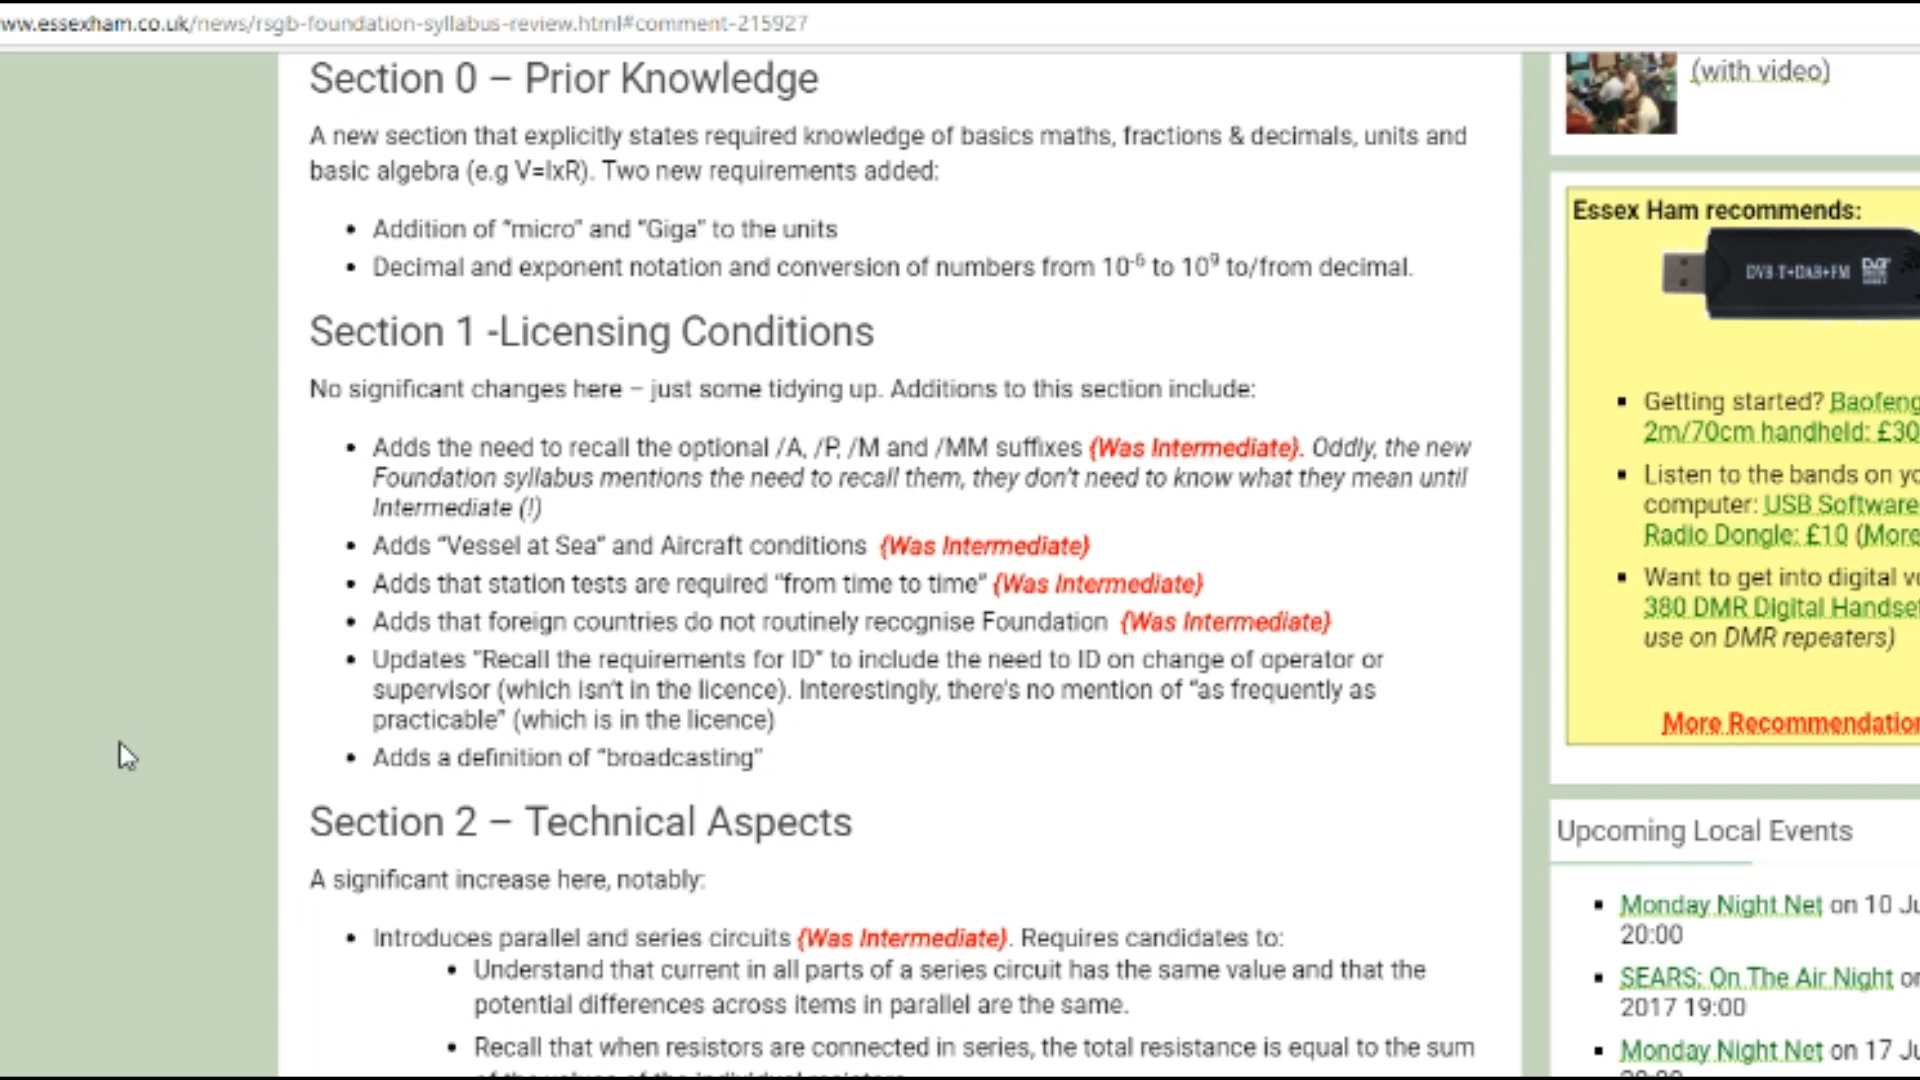 ww.essexham.co.uk/news/rsgb-foundation-syllabus-review.html#comment-215927
Section 0 – Prior Knowledge
A new section that explicitly states required knowledge of basics maths, fractions & decimals, units and
basic algebra (e.g V=IxR). Two new requirements added:
• Addition of “micro” and “Giga” to the units
• Decimal and exponent notation and conversion of numbers from 10⁻⁶ to 10⁹ to/from decimal.
Section 1 -Licensing Conditions
No significant changes here – just some tidying up. Additions to this section include:
• Adds the need to recall the optional /A, /P, /M and /MM suffixes {Was Intermediate}. Oddly, the new
Foundation syllabus mentions the need to recall them, they don’t need to know what they mean until
Intermediate (!)
• Adds “Vessel at Sea” and Aircraft conditions {Was Intermediate}
• Adds that station tests are required “from time to time” {Was Intermediate}
• Adds that foreign countries do not routinely recognise Foundation {Was Intermediate}
• Updates “Recall the requirements for ID” to include the need to ID on change of operator or
supervisor (which isn’t in the licence). Interestingly, there’s no mention of “as frequently as
practicable” (which is in the licence)
• Adds a definition of “broadcasting”
Section 2 – Technical Aspects
A significant increase here, notably:
• Introduces parallel and series circuits {Was Intermediate}. Requires candidates to:
• Understand that current in all parts of a series circuit has the same value and that the
potential differences across items in parallel are the same.
• Recall that when resistors are connected in series, the total resistance is equal to the sum
of the values of the individual resistors
(with video)
Essex Ham recommends:
DVB-T+DAB+FM
▪ Getting started? Baofeng
2m/70cm handheld: £30
▪ Listen to the bands on yo
computer: USB Software
Radio Dongle: £10 (More
▪ Want to get into digital vo
380 DMR Digital Handset
use on DMR repeaters)
More Recommendation
Upcoming Local Events
▪ Monday Night Net on 10 Ju
20:00
▪ SEARS: On The Air Night on
2017 19:00
▪ Monday Night Net on 17 Ju